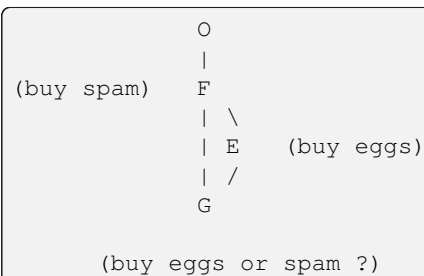 O
|
(buy spam) F
| \
| E (buy eggs)
| /
G
(buy eggs or spam ?)